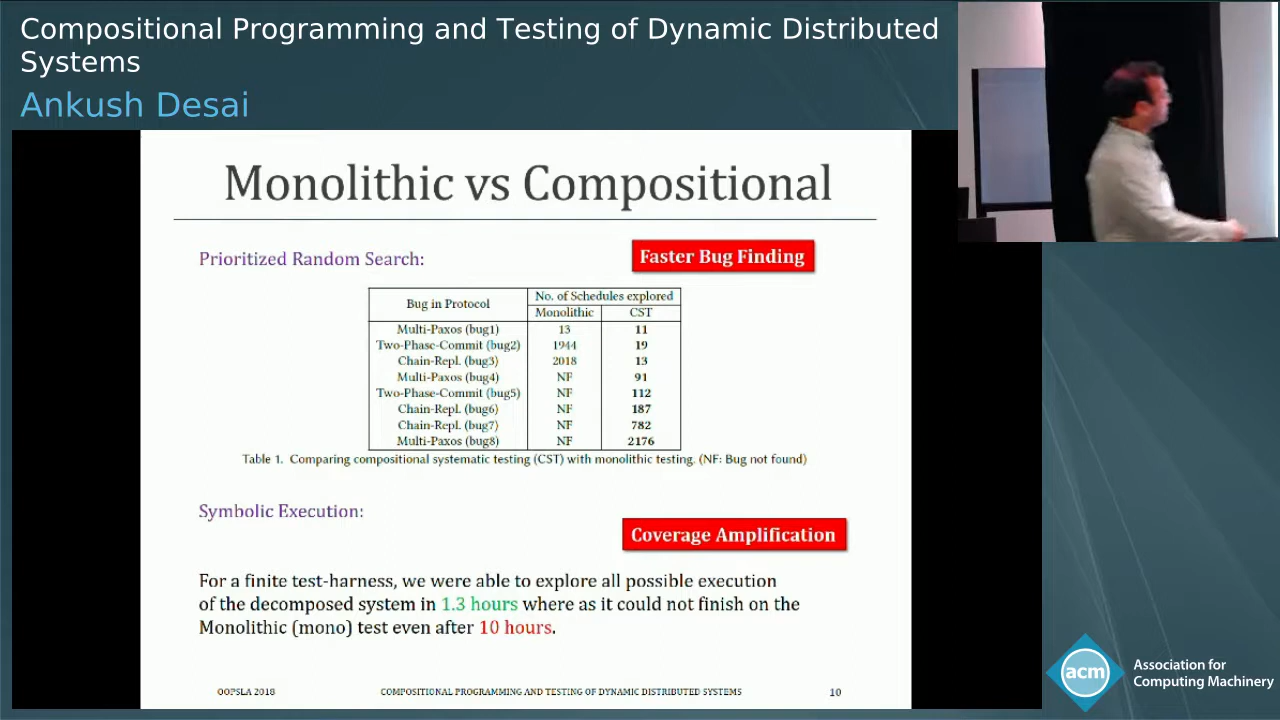 Compositional Programming and Testing of Dynamic Distributed
Systems
Ankush Desai
Monolithic vs Compositional
Prioritized Random Search:
Faster Bug Finding
Bug in Protocol
No. of Schedules explored
Monolithic CST
Multi-Paxos (bug1) 13 11
Two-Phase-Commit (bug2) 1944 19
Chain-Repl. (bug3) 2018 13
Multi-Paxos (bug4) NF 91
Two-Phase-Commit (bug5) NF 112
Chain-Repl. (bug6) NF 187
Chain-Repl. (bug7) NF 782
Multi-Paxos (bug8) NF 2176
Table 1. Comparing compositional systematic testing (CST) with monolithic testing. (NF: Bug not found)
Symbolic Execution:
Coverage Amplification
For a finite test-harness, we were able to explore all possible execution
of the decomposed system in 1.3 hours where as it could not finish on the
Monolithic (mono) test even after 10 hours.
OOPSLA 2018 COMPOSITIONAL PROGRAMMING AND TESTING OF DYNAMIC DISTRIBUTED SYSTEMS 10
acm
Association for
Computing Machinery